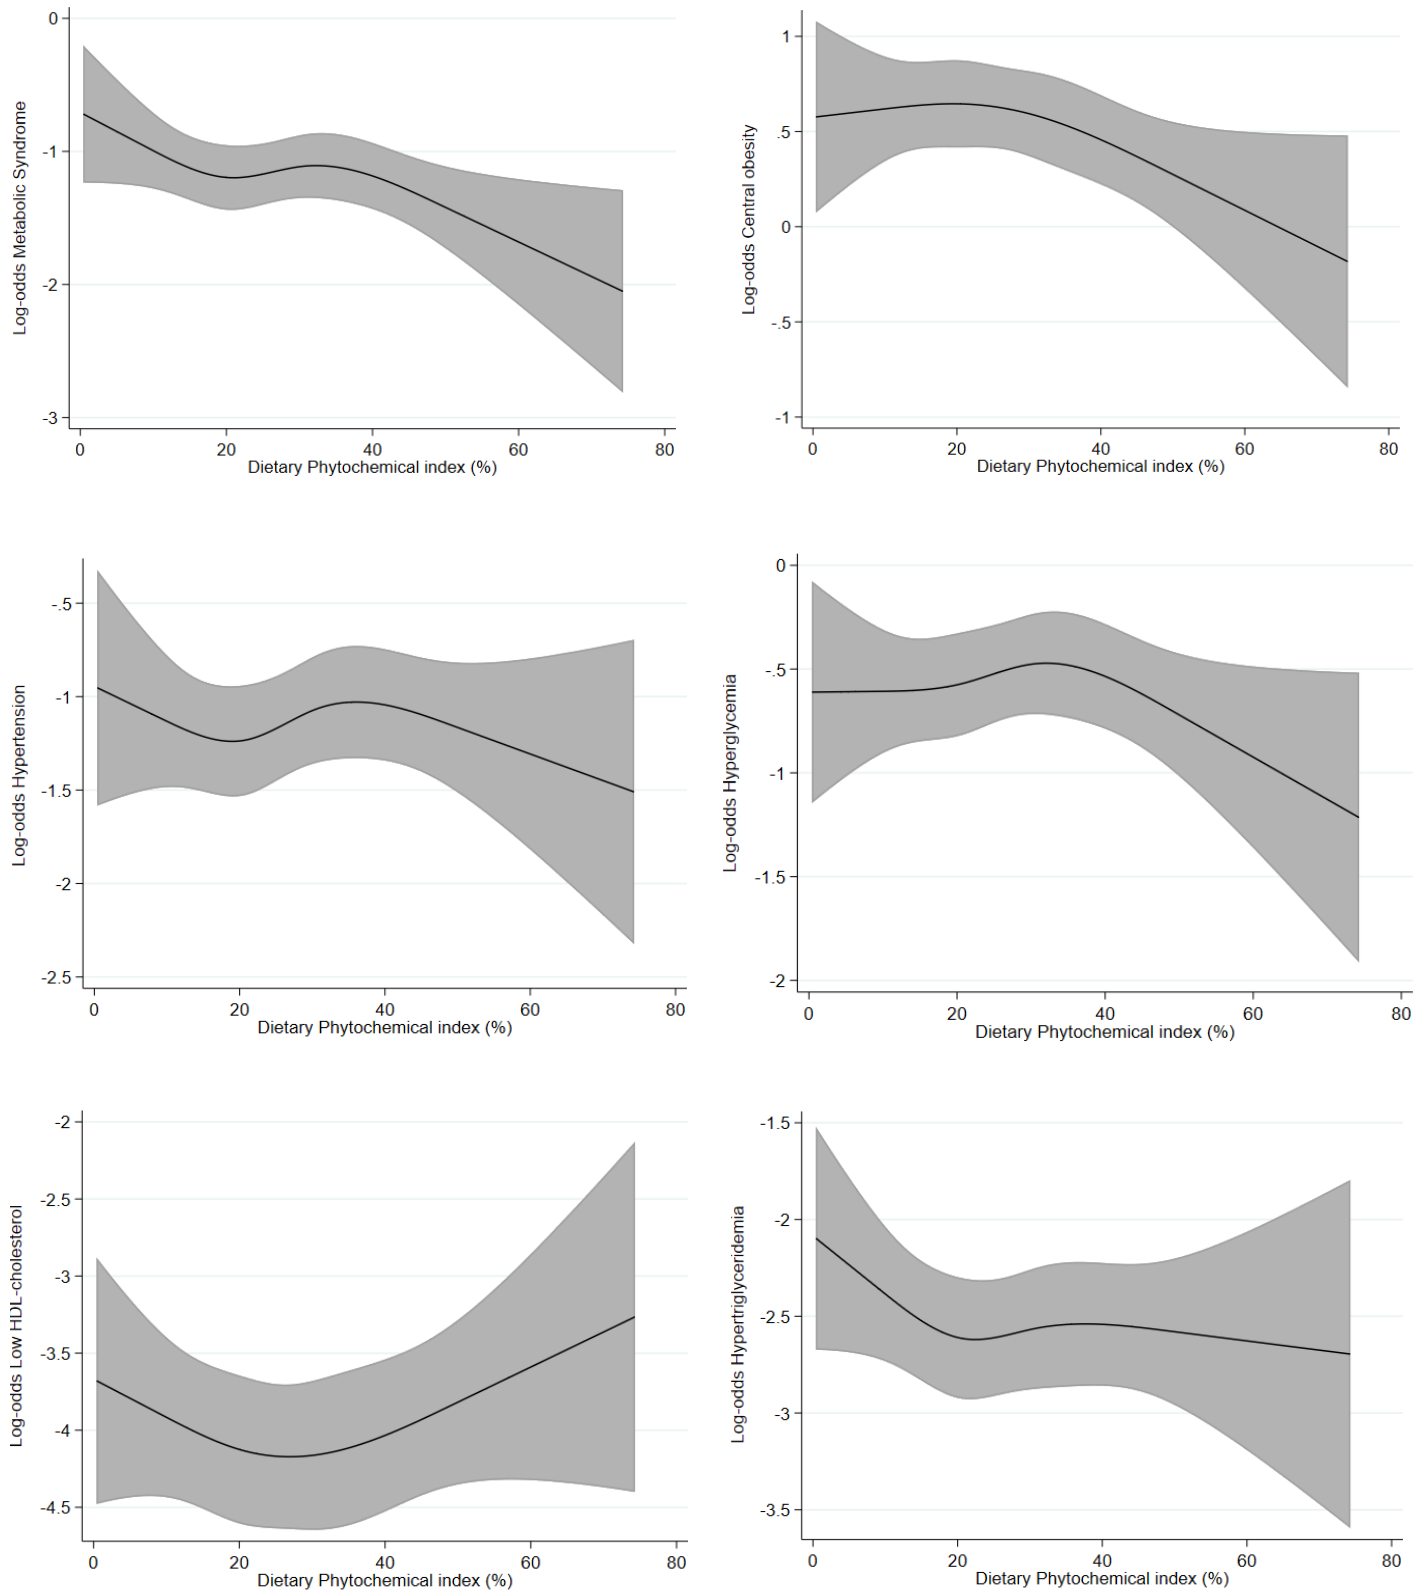 Log-odds Metabolic Syndrome
0
-1
-2
-3
0 20 40 60 80
Dietary Phytochemical index (%)
Log-odds Central obesity
1
.5
0
-.5
-1
0 20 40 60 80
Dietary Phytochemical index (%)
Log-odds Hypertension
-.5
-1
-1.5
-2
-2.5
0 20 40 60 80
Dietary Phytochemical index (%)
Log-odds Hyperglycemia
0
-.5
-1
-1.5
-2
0 20 40 60 80
Dietary Phytochemical index (%)
Log-odds Low HDL-cholesterol
-2
-2.5
-3
-3.5
-4
-4.5
0 20 40 60 80
Dietary Phytochemical index (%)
Log-odds Hypertriglyceridemia
-1.5
-2
-2.5
-3
-3.5
0 20 40 60 80
Dietary Phytochemical index (%)